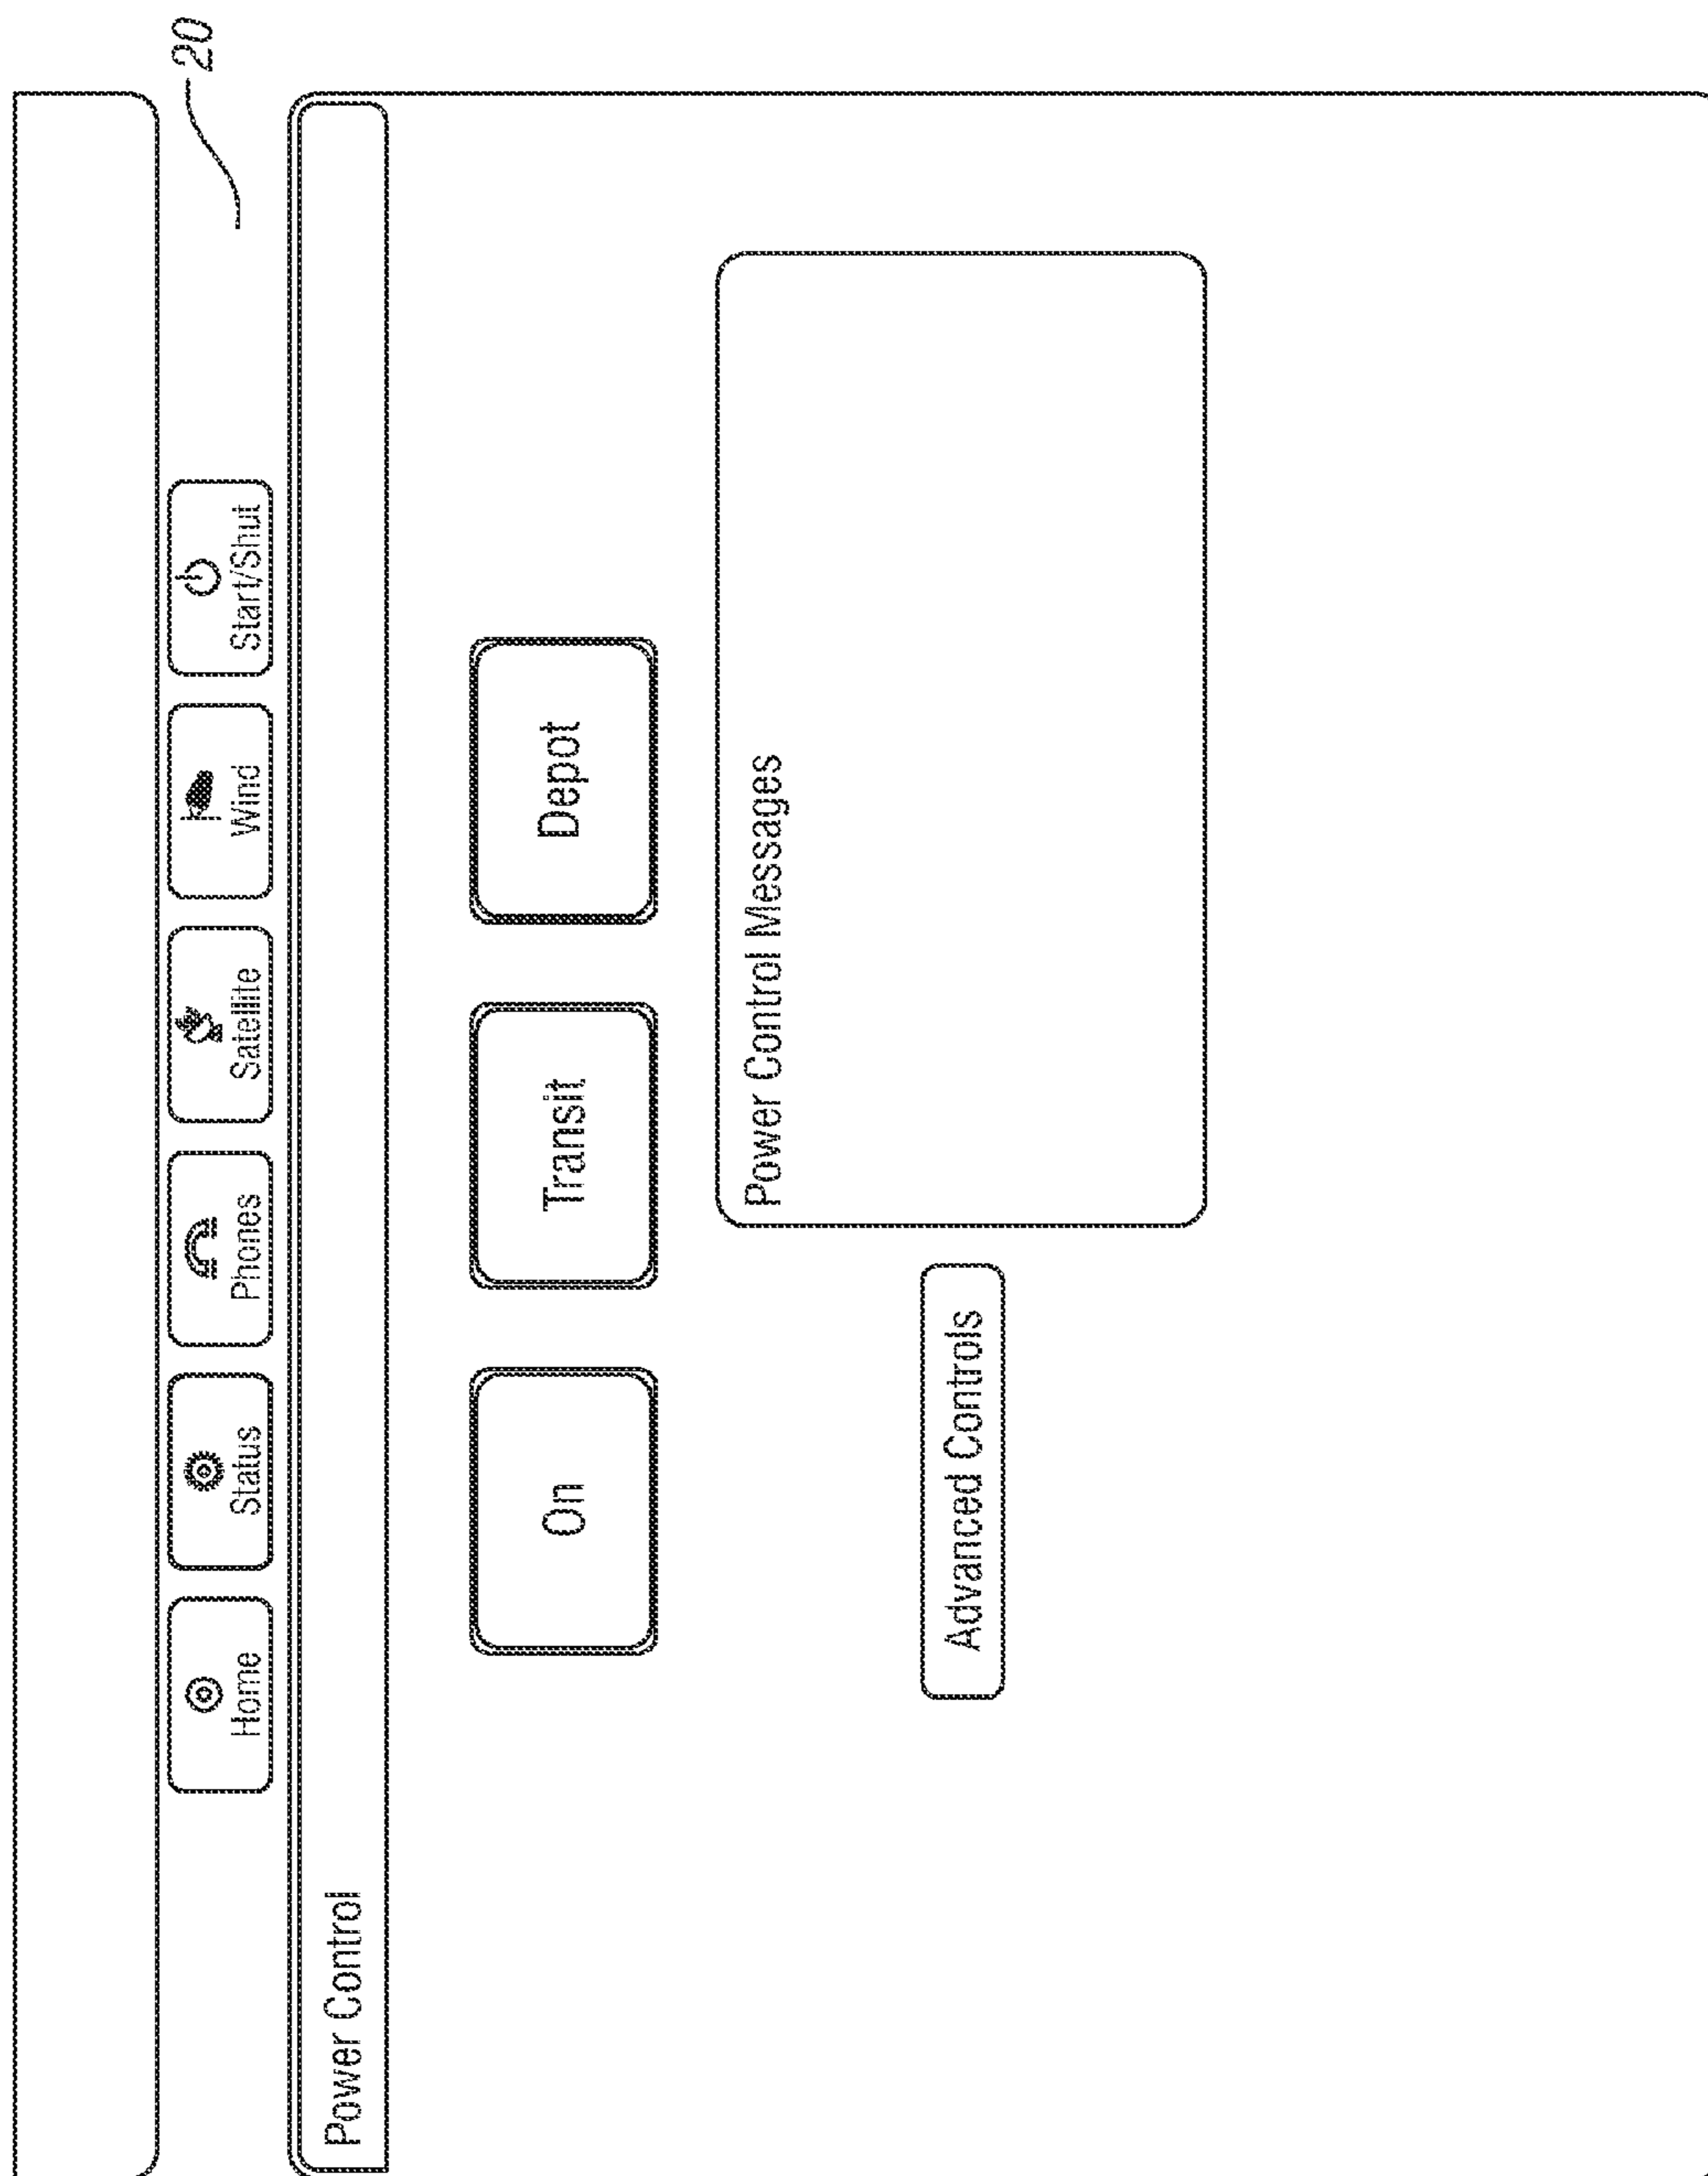 20
Home
Status
Phones
Satellite
Wind
Start/Shut
Power Control
On
Transit
Depot
Power Control Messages
Advanced Controls